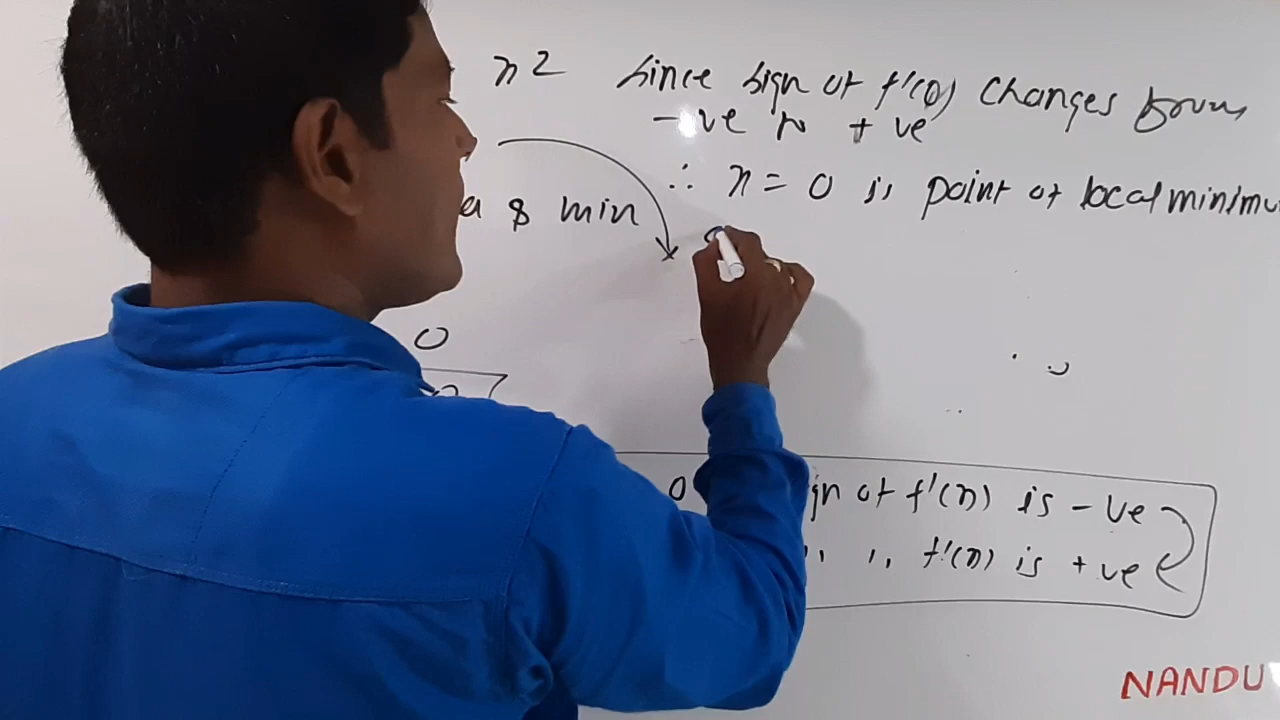 x² Since Sign of f'(0) Changes from
-ve to +ve
∴ x = 0 is point of local minimu
& min
0
0
ign of f'(x) is -ve
,, ,, f'(x) is +ve
NANDU